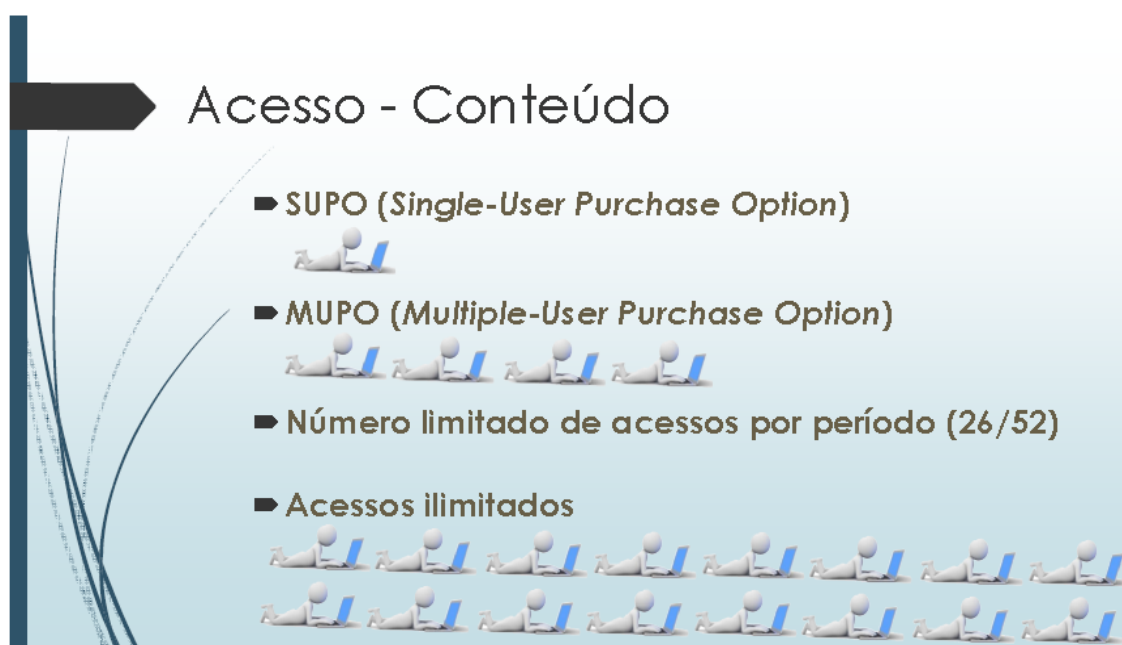 Acesso - Conteúdo
SUPO (Single-User Purchase Option)
MUPO (Multiple-User Purchase Option)
Número limitado de acessos por período (26/52)
Acessos ilimitados